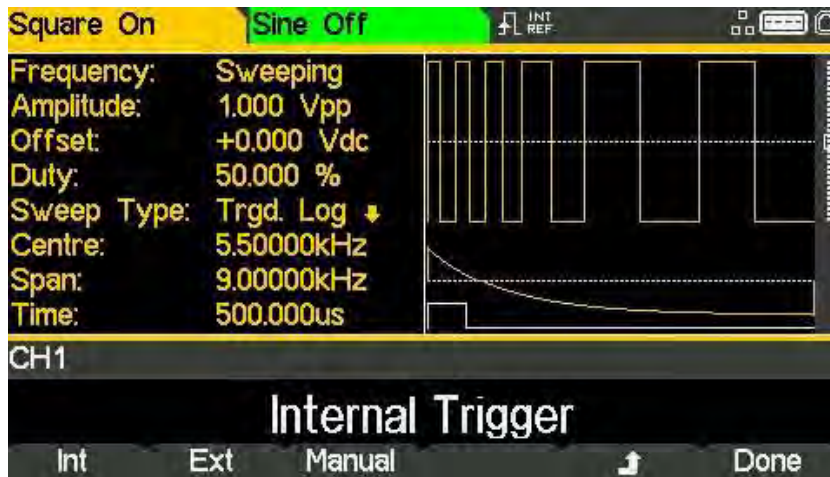 Square On Sine Off INT REF
Frequency: Sweeping
Amplitude: 1.000 Vpp
Offset: +0.000 Vdc
Duty: 50.000 %
Sweep Type: Trgd. Log
Centre: 5.50000kHz
Span: 9.00000kHz
Time: 500.000us
CH1
Internal Trigger
Int Ext Manual Done